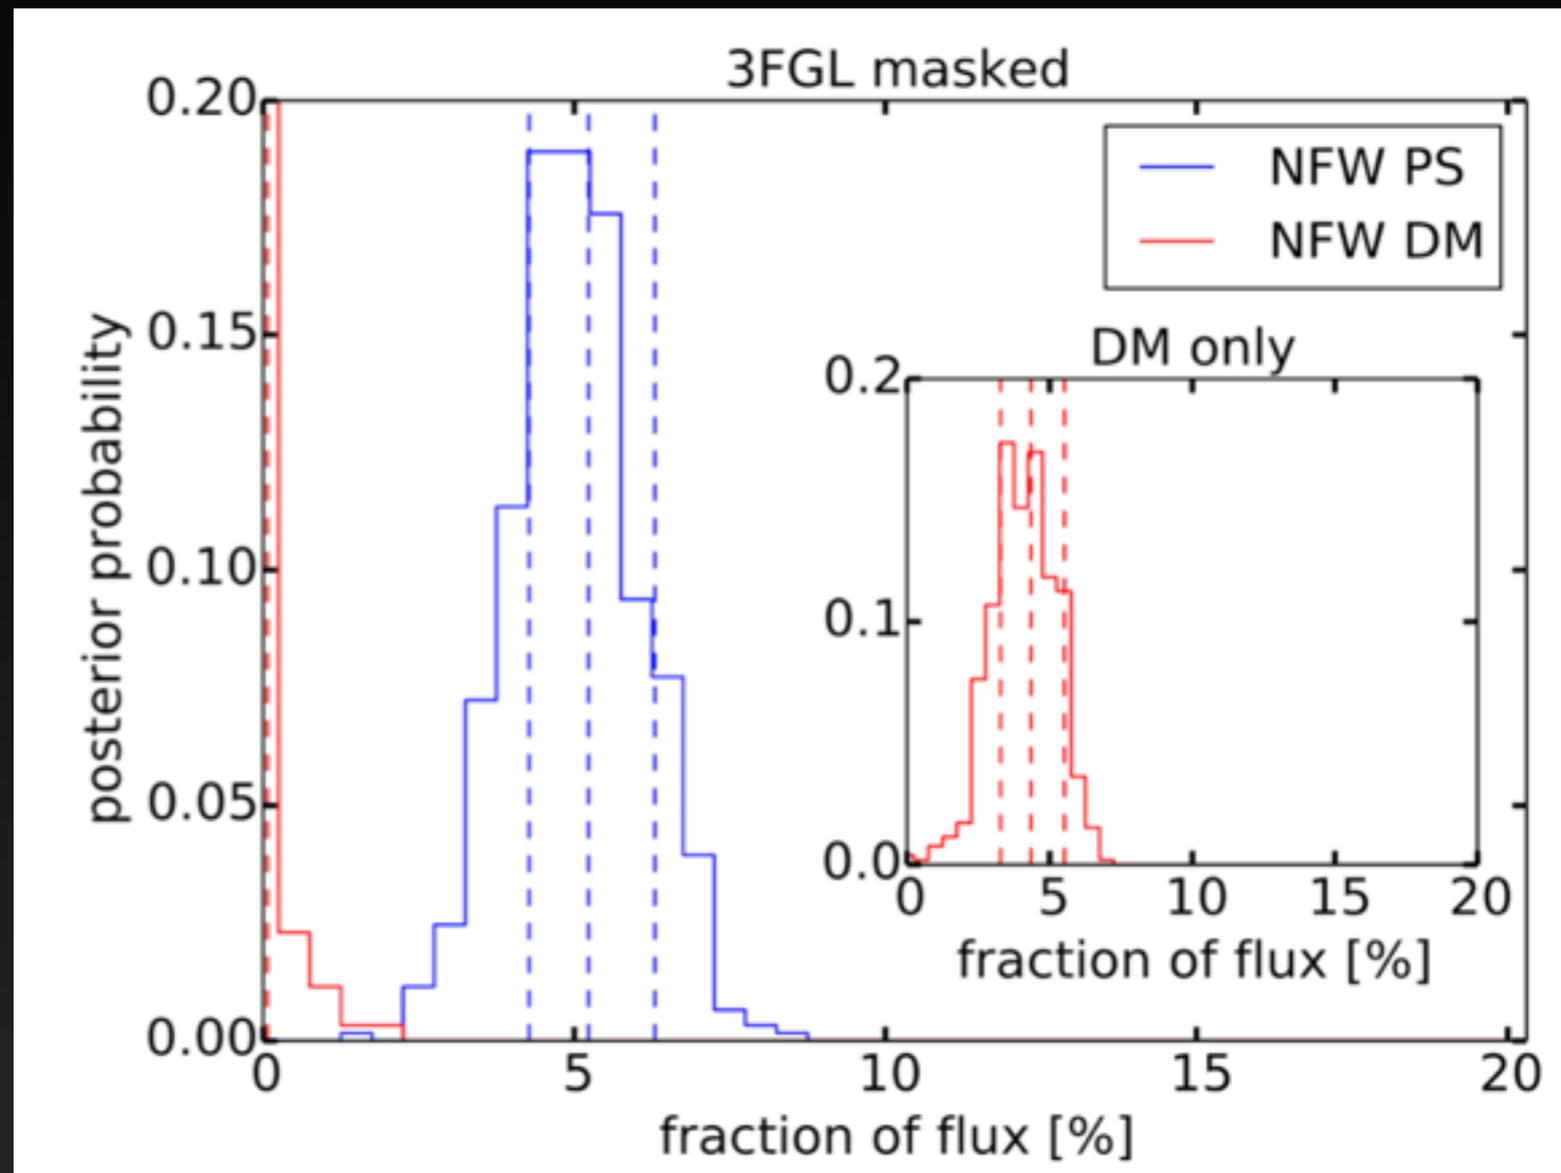 3FGL masked
0.20
0.15
0.10
0.05
0.00
posterior probability
NFW PS
NFW DM
DM only
0.2
0.1
0.0
0 5 10 15 20
fraction of flux [%]
0 5 10 15 20
fraction of flux [%]